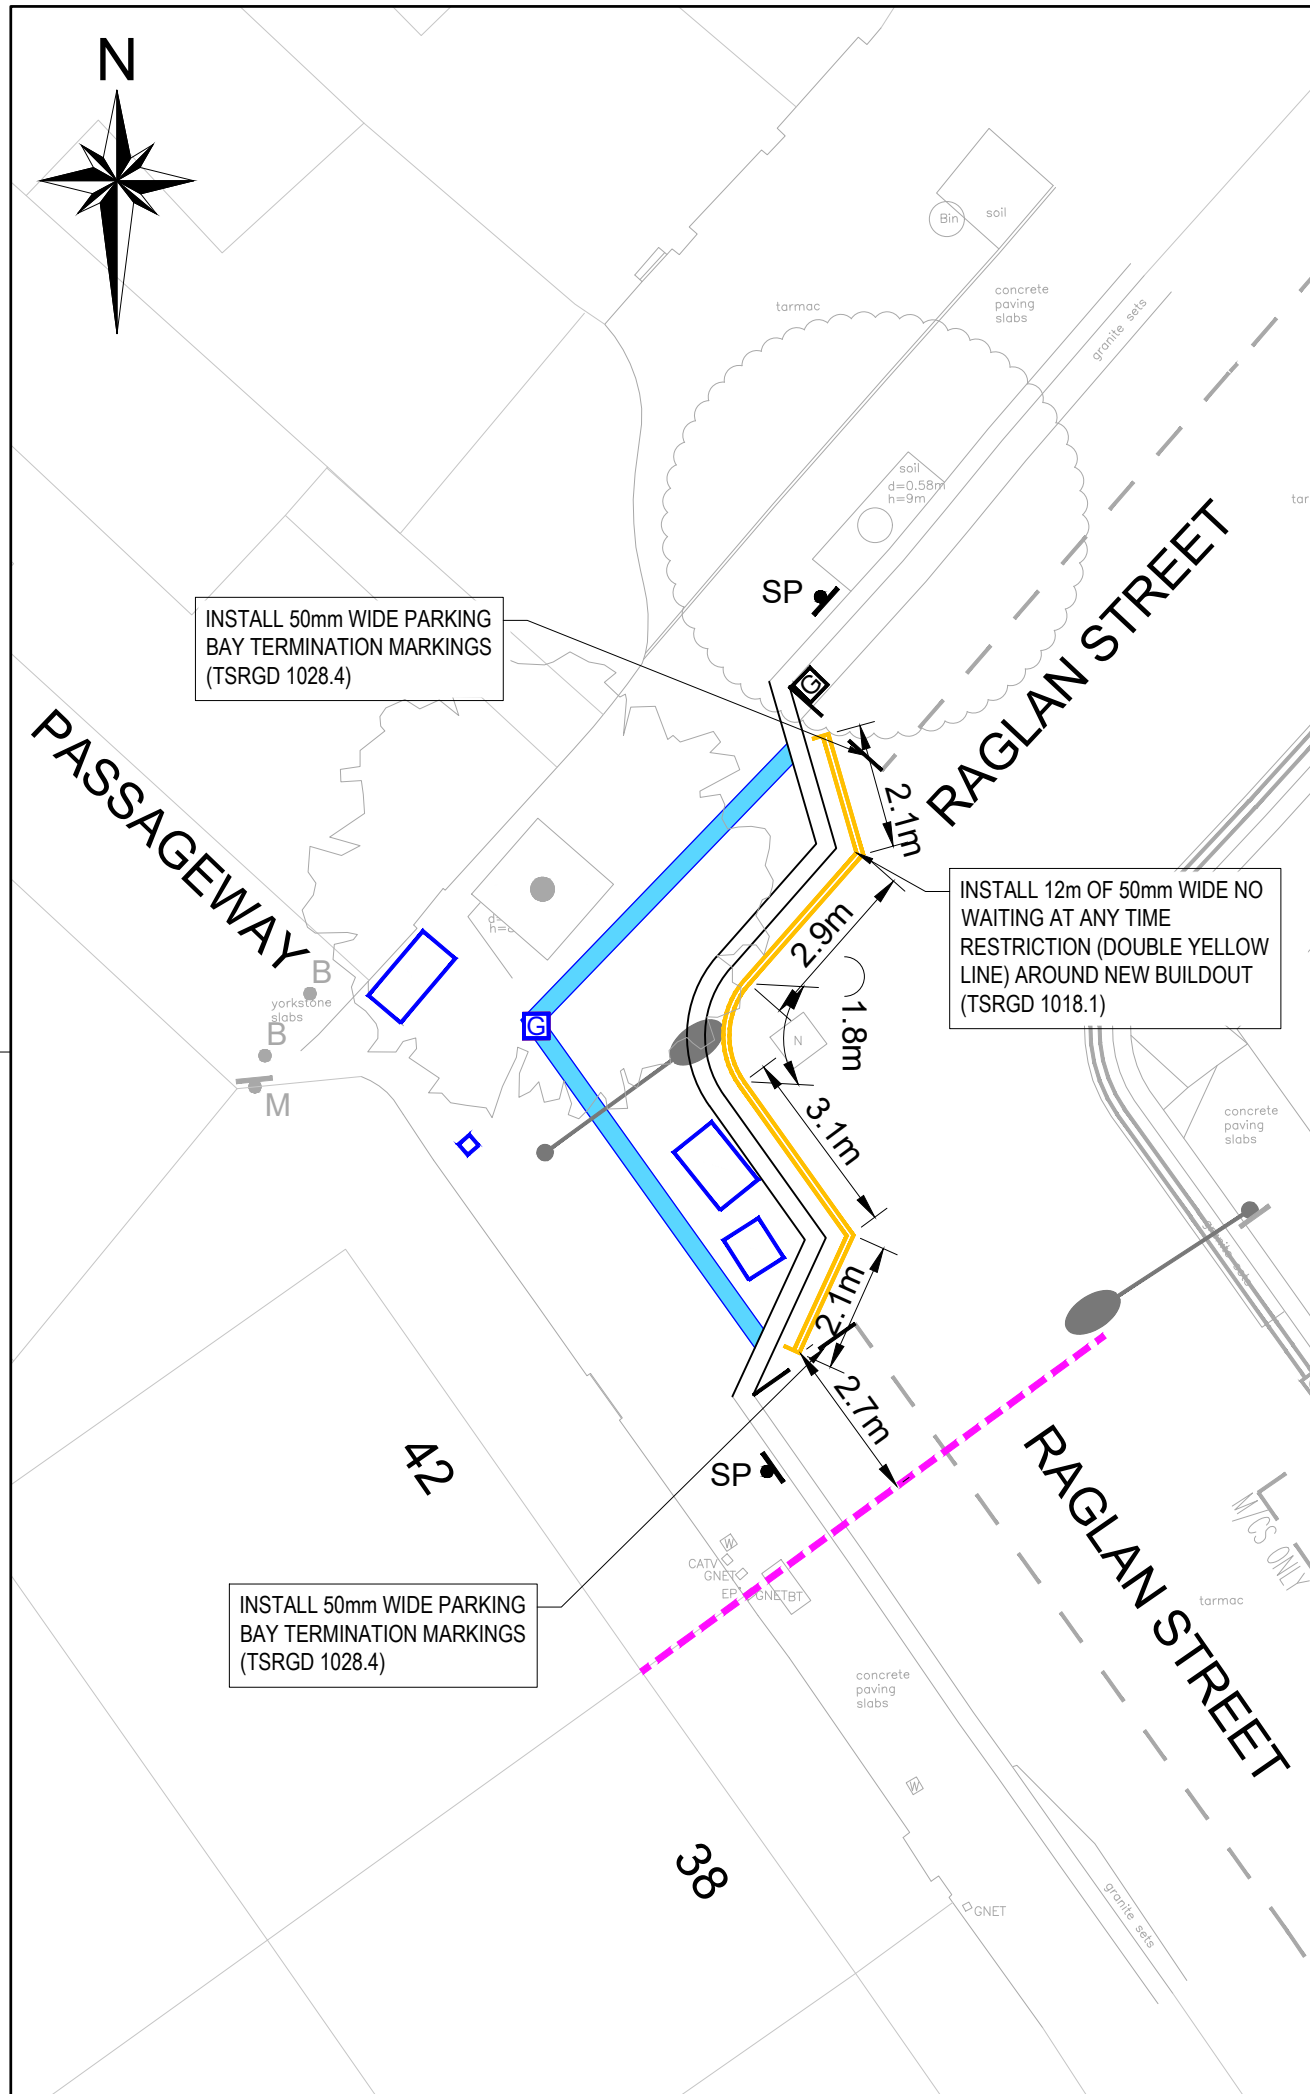 N
Bin
soil
concrete
paving
slabs
tarmac
granite sets
soil
d=0.58m
h=9m
tar
SP
RAGLAN STREET
INSTALL 50mm WIDE PARKING
BAY TERMINATION MARKINGS
(TSRGD 1028.4)
G
PASSAGEWAY
2.1m
INSTALL 12m OF 50mm WIDE NO
WAITING AT ANY TIME
RESTRICTION (DOUBLE YELLOW
LINE) AROUND NEW BUILDOUT
(TSRGD 1018.1)
2.9m
B
yorkstone
slabs
B
M
G
N
1.8m
3.1m
concrete
paving
slabs
granite sets
2.1m
2.7m
42
SP
RAGLAN STREET
M/CS ONLY
W
CATV
GNET
EP
GNETBT
tarmac
INSTALL 50mm WIDE PARKING
BAY TERMINATION MARKINGS
(TSRGD 1028.4)
concrete
paving
slabs
W
38
granite sets
GNET